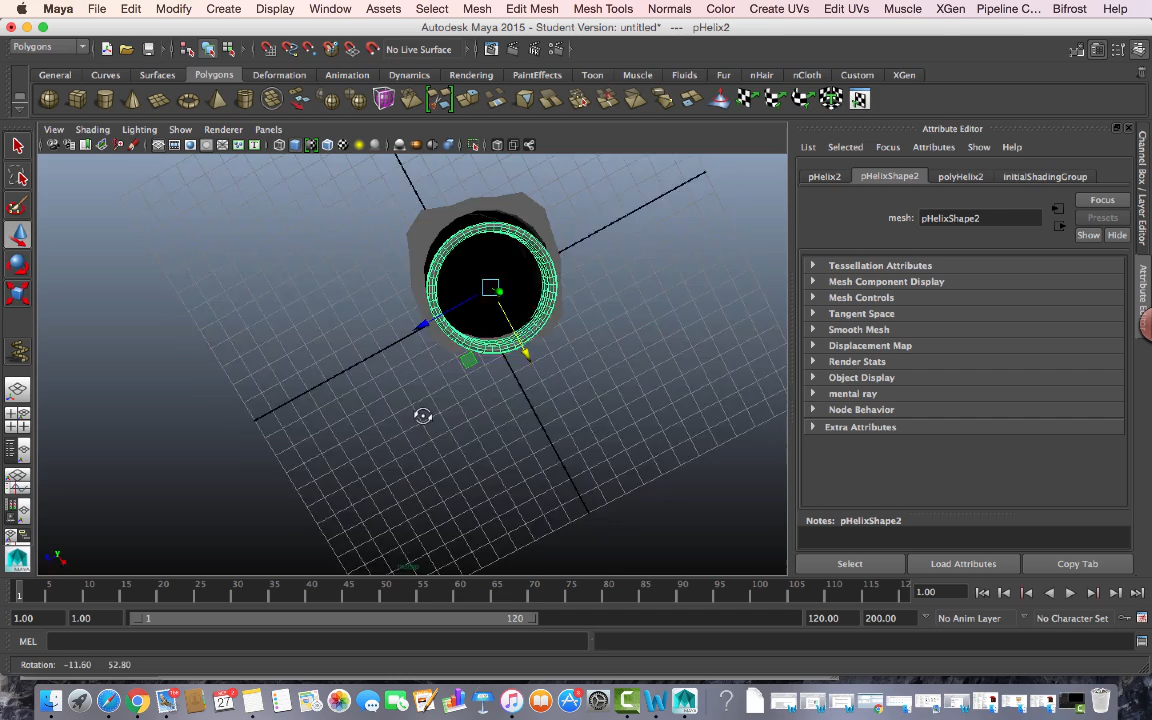 Maya File Edit Modify Create Display Window Assets Select Mesh Edit Mesh Mesh Tools Normals Color Create UVs Edit UVs Muscle XGen Pipeline C... Bifrost Help
Autodesk Maya 2015 - Student Version: untitled* --- pHelix2
Polygons No Live Surface
General Curves Surfaces Polygons Deformation Animation Dynamics Rendering PaintEffects Toon Muscle Fluids Fur nHair nCloth Custom XGen
View Shading Lighting Show Renderer Panels
Attribute Editor
List Selected Focus Attributes Show Help
pHelix2 pHelixShape2 polyHelix2 initialShadingGroup
Focus
mesh: pHelixShape2
Presets
Show Hide
Tessellation Attributes
Mesh Component Display
Mesh Controls
Tangent Space
Smooth Mesh
Displacement Map
Render Stats
Object Display
mental ray
Node Behavior
Extra Attributes
Notes: pHelixShape2
Select Load Attributes Copy Tab
Channel Box / Layer Editor
5 10 15 20 25 30 35 40 45 50 55 60 65 70 75 80 85 90 95 100 105 110 115 12
1 1.00
1.00 1.00 1 120 120.00 200.00 No Anim Layer No Character Set
MEL
Rotation: -11.60 52.80